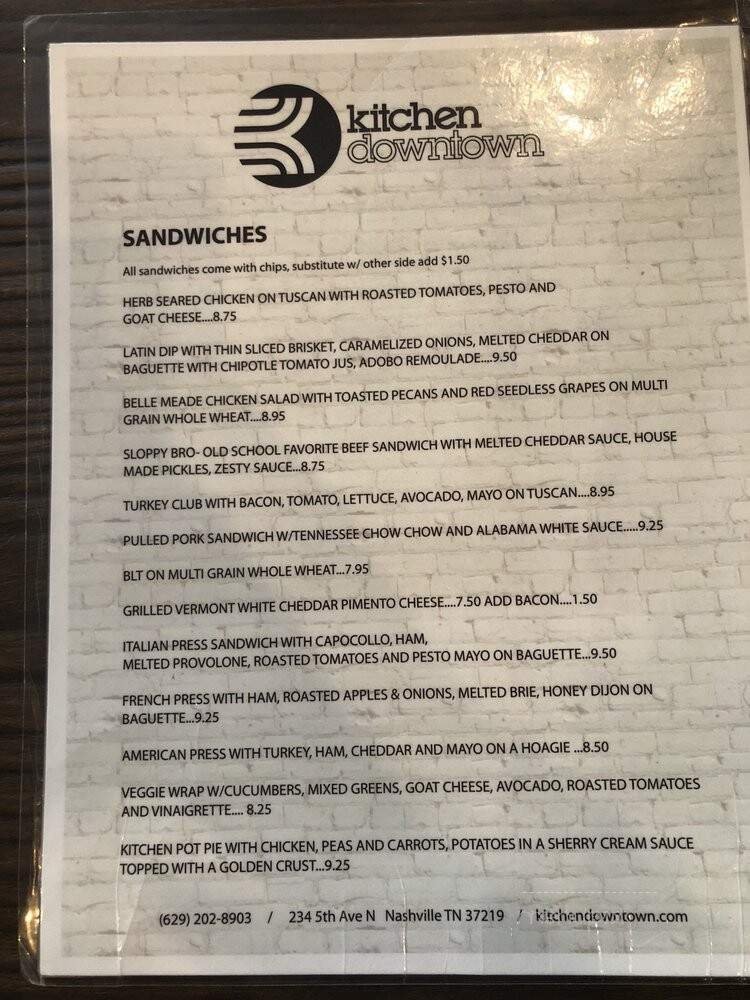 kitchen
downtown
SANDWICHES
All sandwiches come with chips, substitute w/ other side add $1.50
HERB SEARED CHICKEN ON TUSCAN WITH ROASTED TOMATOES, PESTO AND
GOAT CHEESE....8.75
LATIN DIP WITH THIN SLICED BRISKET, CARAMELIZED ONIONS, MELTED CHEDDAR ON
BAGUETTE WITH CHIPOTLE TOMATO JUS, ADOBO REMOULADE....9.50
BELLE MEADE CHICKEN SALAD WITH TOASTED PECANS AND RED SEEDLESS GRAPES ON MULTI
GRAIN WHOLE WHEAT....8.95
SLOPPY BRO- OLD SCHOOL FAVORITE BEEF SANDWICH WITH MELTED CHEDDAR SAUCE, HOUSE
MADE PICKLES, ZESTY SAUCE...8.75
TURKEY CLUB WITH BACON, TOMATO, LETTUCE, AVOCADO, MAYO ON TUSCAN....8.95
PULLED PORK SANDWICH W/TENNESSEE CHOW CHOW AND ALABAMA WHITE SAUCE.....9.25
BLT ON MULTI GRAIN WHOLE WHEAT...7.95
GRILLED VERMONT WHITE CHEDDAR PIMENTO CHEESE....7.50 ADD BACON....1.50
ITALIAN PRESS SANDWICH WITH CAPOCOLLO, HAM,
MELTED PROVOLONE, ROASTED TOMATOES AND PESTO MAYO ON BAGUETTE...9.50
FRENCH PRESS WITH HAM, ROASTED APPLES & ONIONS, MELTED BRIE, HONEY DIJON ON
BAGUETTE...9.25
AMERICAN PRESS WITH TURKEY, HAM, CHEDDAR AND MAYO ON A HOAGIE ...8.50
VEGGIE WRAP W/CUCUMBERS, MIXED GREENS, GOAT CHEESE, AVOCADO, ROASTED TOMATOES
AND VINAIGRETTE.... 8.25
KITCHEN POT PIE WITH CHICKEN, PEAS AND CARROTS, POTATOES IN A SHERRY CREAM SAUCE
TOPPED WITH A GOLDEN CRUST...9.25
(629) 202-8903 / 234 5th Ave N Nashville TN 37219 / kitchendowntown.com